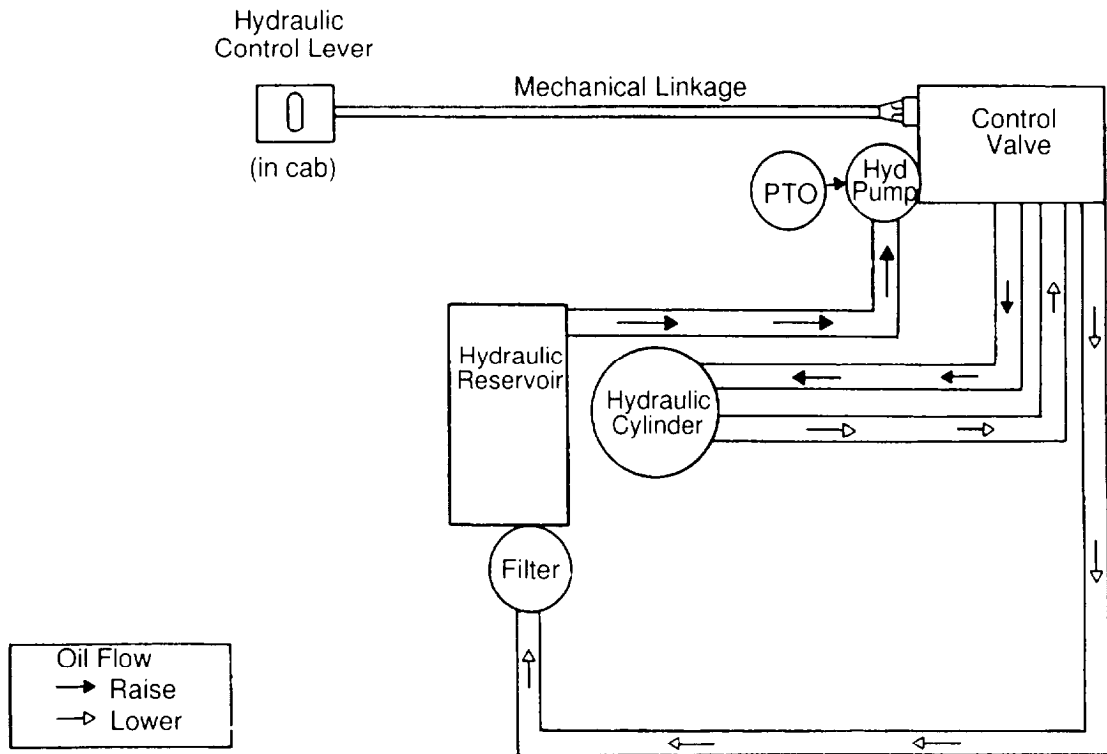 Hydraulic
Control Lever
(in cab)
Mechanical Linkage
Control
Valve
PTO
Hyd
Pump
Hydraulic
Reservoir
Hydraulic
Cylinder
Filter
Oil Flow
Raise
Lower